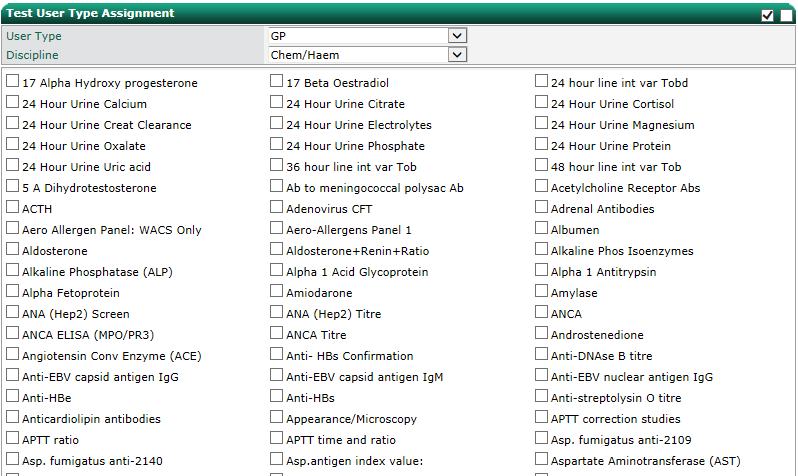 Test User Type Assignment
User Type GP
Discipline Chem/Haem
17 Alpha Hydroxy progesterone 17 Beta Oestradiol 24 hour line int var Tobd
24 Hour Urine Calcium 24 Hour Urine Citrate 24 Hour Urine Cortisol
24 Hour Urine Creat Clearance 24 Hour Urine Electrolytes 24 Hour Urine Magnesium
24 Hour Urine Oxalate 24 Hour Urine Phosphate 24 Hour Urine Protein
24 Hour Urine Uric acid 36 hour line int var Tob 48 hour line int var Tob
5 A Dihydrotestosterone Ab to meningococcal polysac Ab Acetylcholine Receptor Abs
ACTH Adenovirus CFT Adrenal Antibodies
Aero Allergen Panel: WACS Only Aero-Allergens Panel 1 Albumen
Aldosterone Aldosterone+Renin+Ratio Alkaline Phos Isoenzymes
Alkaline Phosphatase (ALP) Alpha 1 Acid Glycoprotein Alpha 1 Antitrypsin
Alpha Fetoprotein Amiodarone Amylase
ANA (Hep2) Screen ANA (Hep2) Titre ANCA
ANCA ELISA (MPO/PR3) ANCA Titre Androstenedione
Angiotensin Conv Enzyme (ACE) Anti- HBs Confirmation Anti-DNAse B titre
Anti-EBV capsid antigen IgG Anti-EBV capsid antigen IgM Anti-EBV nuclear antigen IgG
Anti-HBe Anti-HBs Anti-streptolysin O titre
Anticardiolipin antibodies Appearance/Microscopy APTT correction studies
APTT ratio APTT time and ratio Asp. fumigatus anti-2109
Asp. fumigatus anti-2140 Asp.antigen index value: Aspartate Aminotransferase (AST)